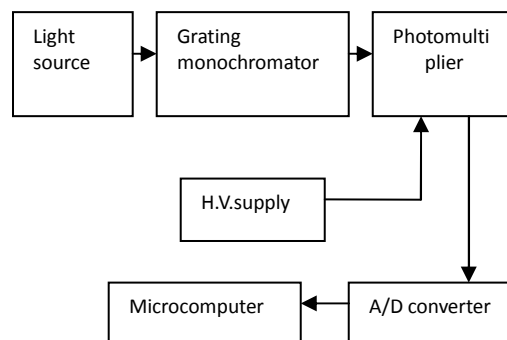 Light
source
Grating
monochromator
Photomulti
plier
H.V.supply
Microcomputer
A/D converter